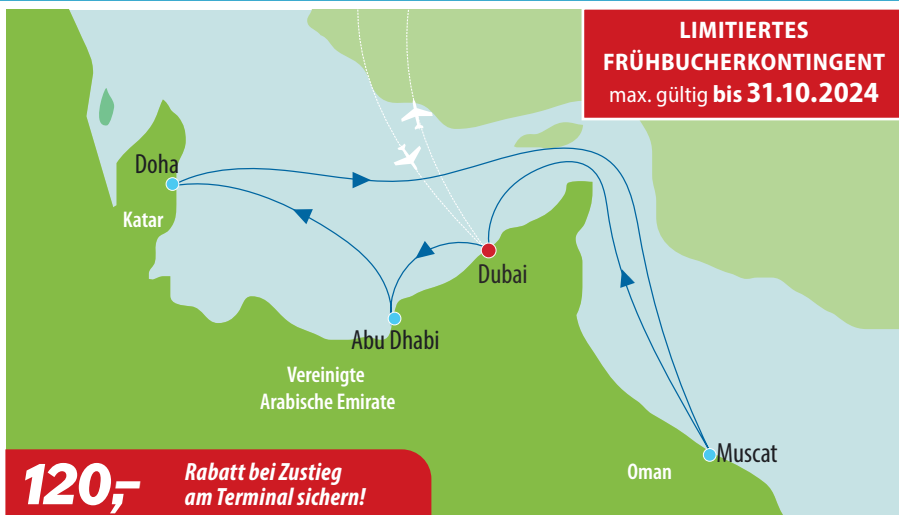 LIMITIERTES
FRÜHBUCHERKONTINGENT
max. gültig bis 31.10.2024
Doha
Katar
Dubai
Abu Dhabi
Vereinigte
Arabische Emirate
Muscat
Oman
120,-
Rabatt bei Zustieg
am Terminal sichern!